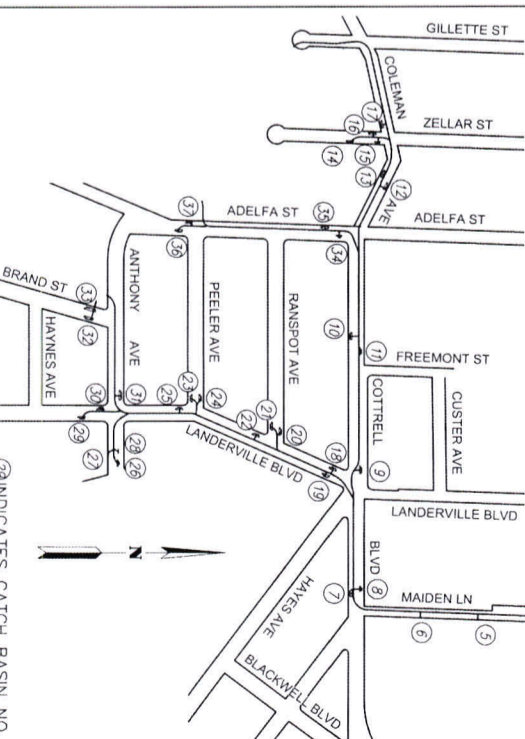 GILLETTE ST
COLEMAN
AVE
ZELLAR ST
17
16
15
14
13
12
ADELFA ST
ADELFA ST
37
36
35
34
10
11
FREEMONT ST
BRAND ST
33
32
ANTHONY AVE
PEELER AVE
RANSPOT AVE
COTTRELL
BLVD
CUSTER AVE
HAYNES AVE
30
31
25
23
24
22
21
20
18
9
29
27
28
26
LANDERVILLE BLVD
19
LANDERVILLE BLVD
N
7
8
MAIDEN LN
6
5
HAYES AVE
BLACKWELL BLVD
29 INDICATES CATCH BASIN NO